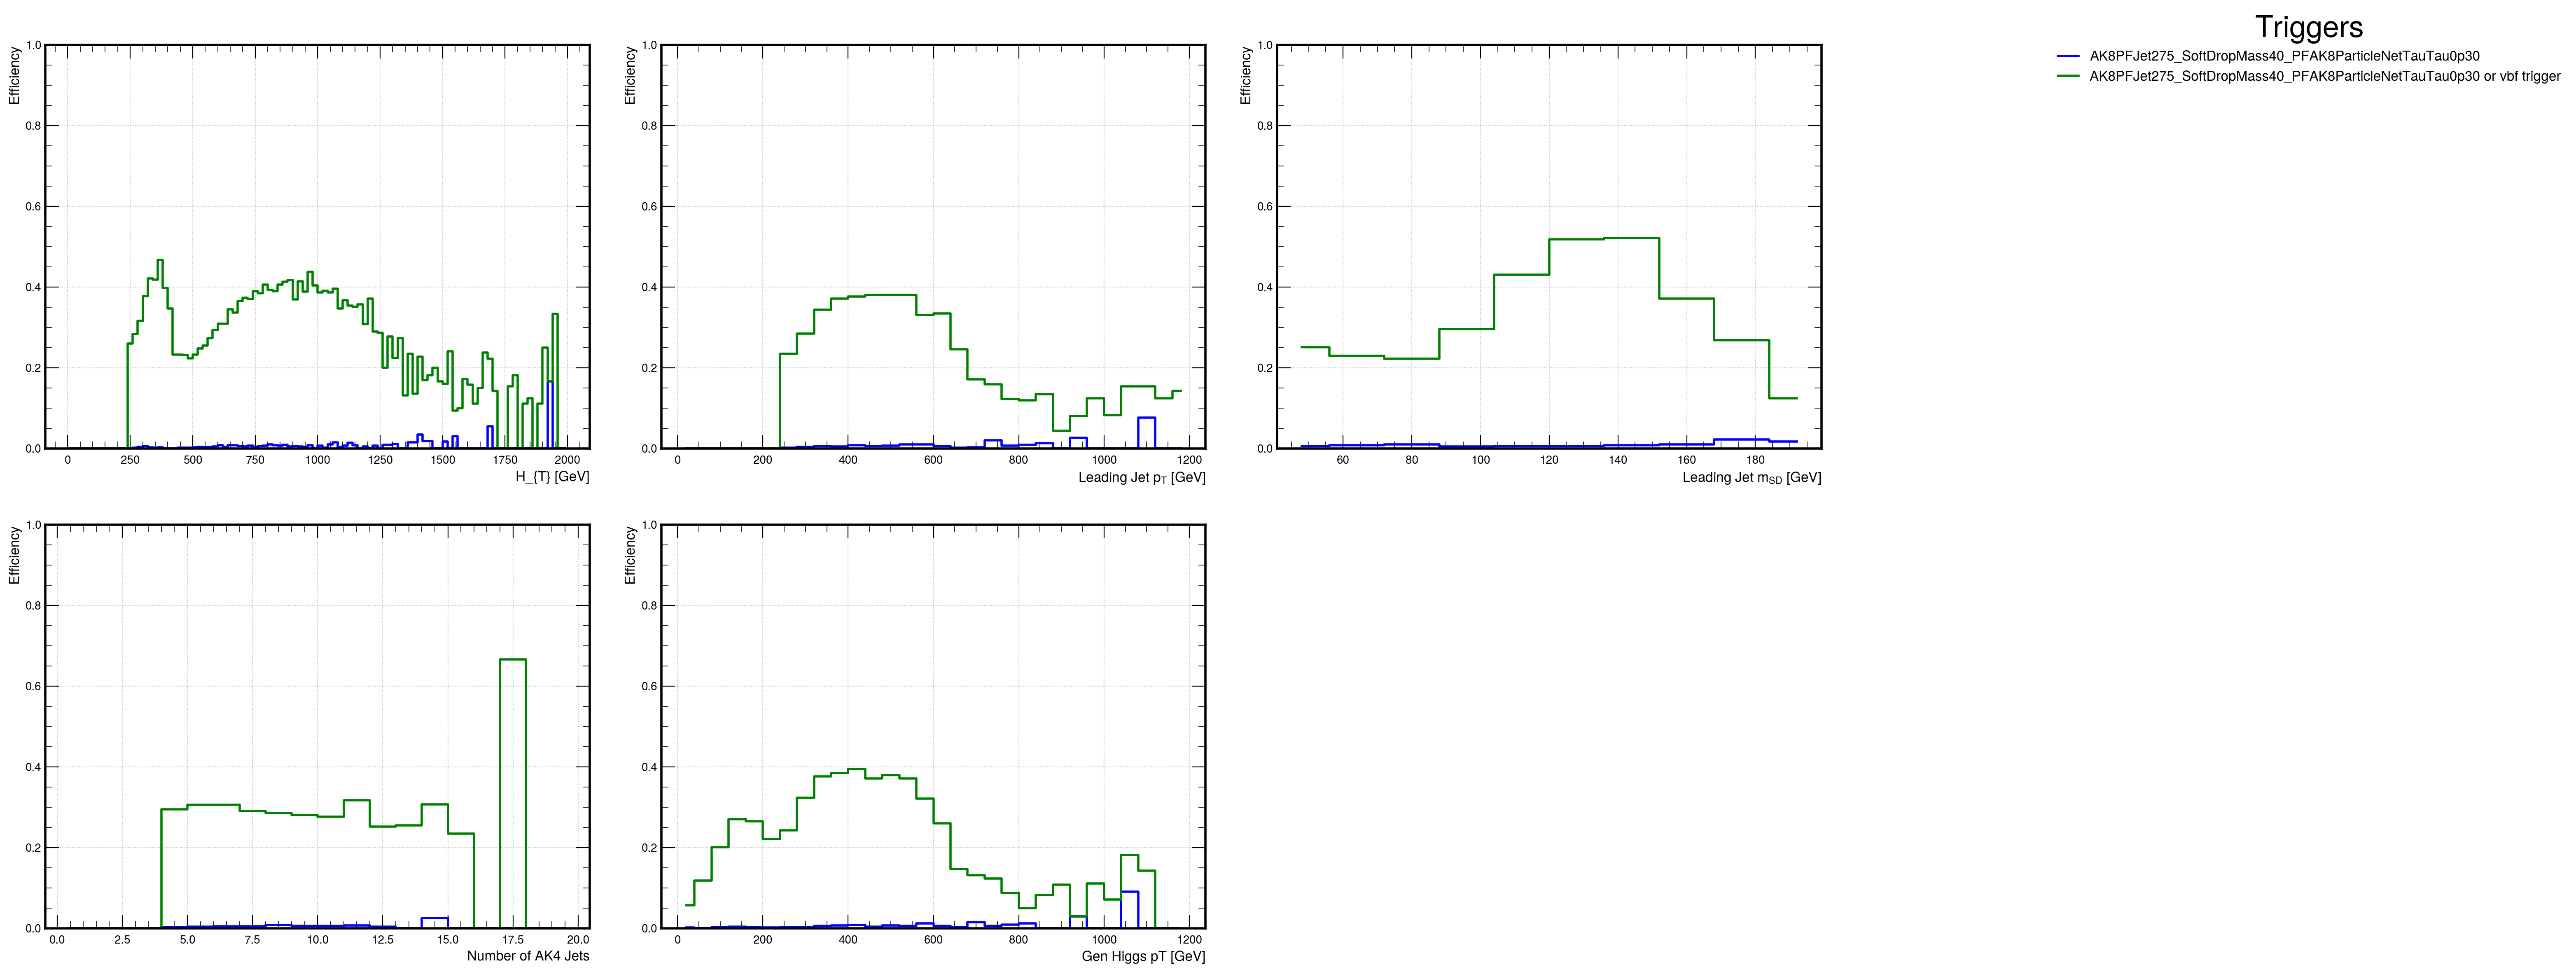 Triggers
AK8PFJet275_SoftDropMass40_PFAK8ParticleNetTauTau0p30
AK8PFJet275_SoftDropMass40_PFAK8ParticleNetTauTau0p30 or vbf trigger
Efficiency
1.0
0.8
0.6
0.4
0.2
0.0
0 250 500 750 1000 1250 1500 1750 2000
H_{T} [GeV]
Efficiency
1.0
0.8
0.6
0.4
0.2
0.0
0 200 400 600 800 1000 1200
Leading Jet pT [GeV]
Efficiency
1.0
0.8
0.6
0.4
0.2
0.0
60 80 100 120 140 160 180
Leading Jet mSD [GeV]
Efficiency
1.0
0.8
0.6
0.4
0.2
0.0
0.0 2.5 5.0 7.5 10.0 12.5 15.0 17.5 20.0
Number of AK4 Jets
Efficiency
1.0
0.8
0.6
0.4
0.2
0.0
0 200 400 600 800 1000 1200
Gen Higgs pT [GeV]